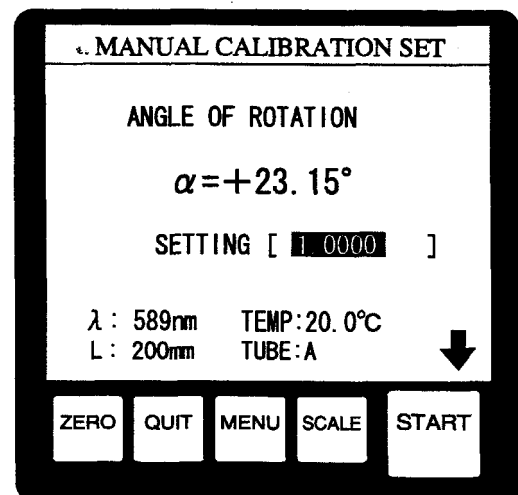 MANUAL CALIBRATION SET
ANGLE OF ROTATION
α=+23.15°
SETTING [ 1.0000 ]
λ: 589nm TEMP:20.0°C
L: 200mm TUBE:A
ZERO QUIT MENU SCALE START